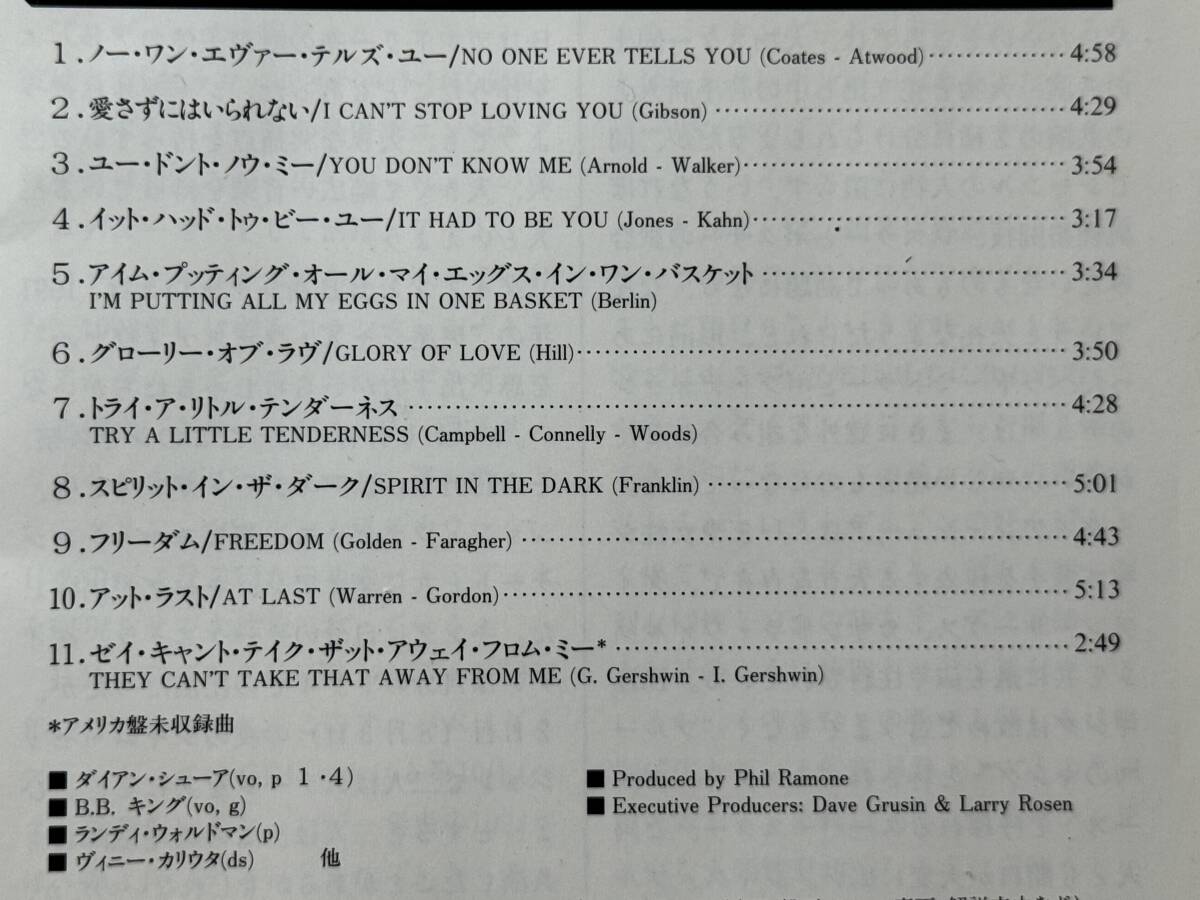 1.ノー・ワン・エヴァー・テルズ・ユー/NO ONE EVER TELLS YOU (Coates - Atwood)⋯⋯⋯⋯⋯4:58
2.愛さずにはいられない/I CAN'T STOP LOVING YOU (Gibson)⋯⋯⋯⋯⋯4:29
3.ユー・ドント・ノウ・ミー/YOU DON'T KNOW ME (Arnold - Walker)⋯⋯⋯⋯⋯3:54
4.イット・ハッド・トゥ・ビー・ユー/IT HAD TO BE YOU (Jones - Kahn)⋯⋯⋯⋯⋯3:17
5.アイム・プッティング・オール・マイ・エッグス・イン・ワン・バスケット⋯⋯⋯⋯⋯3:34
I'M PUTTING ALL MY EGGS IN ONE BASKET (Berlin)
6.グローリー・オブ・ラヴ/GLORY OF LOVE (Hill)⋯⋯⋯⋯⋯3:50
7.トライ・ア・リトル・テンダーネス⋯⋯⋯⋯⋯4:28
TRY A LITTLE TENDERNESS (Campbell - Connelly - Woods)
8.スピリット・イン・ザ・ダーク/SPIRIT IN THE DARK (Franklin)⋯⋯⋯⋯⋯5:01
9.フリーダム/FREEDOM (Golden - Faragher)⋯⋯⋯⋯⋯4:43
10.アット・ラスト/AT LAST (Warren - Gordon)⋯⋯⋯⋯⋯5:13
11.ゼイ・キャント・テイク・ザット・アウェイ・フロム・ミー*⋯⋯⋯⋯⋯2:49
THEY CAN'T TAKE THAT AWAY FROM ME (G. Gershwin - I. Gershwin)
*アメリカ盤未収録曲
■ ダイアン・シューア(vo, p 1・4)
■ B.B. キング(vo, g)
■ ランディ・ウォルドマン(p)
■ ヴィニー・カリウタ(ds) 他
■ Produced by Phil Ramone
■ Executive Producers: Dave Grusin & Larry Rosen